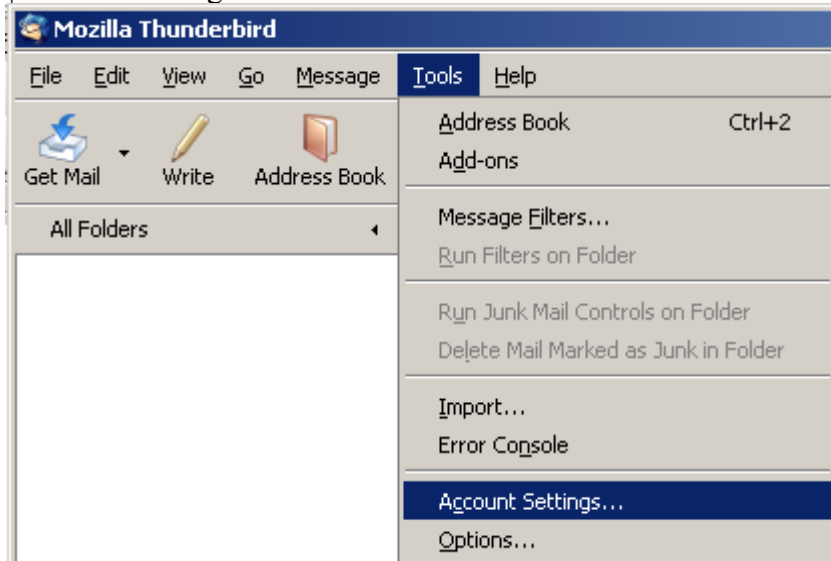 Mozilla Thunderbird
File Edit View Go Message Tools Help
Get Mail Write Address Book
All Folders
Address Book Ctrl+2
Add-ons
Message Filters...
Run Filters on Folder
Run Junk Mail Controls on Folder
Delete Mail Marked as Junk in Folder
Import...
Error Console
Account Settings...
Options...